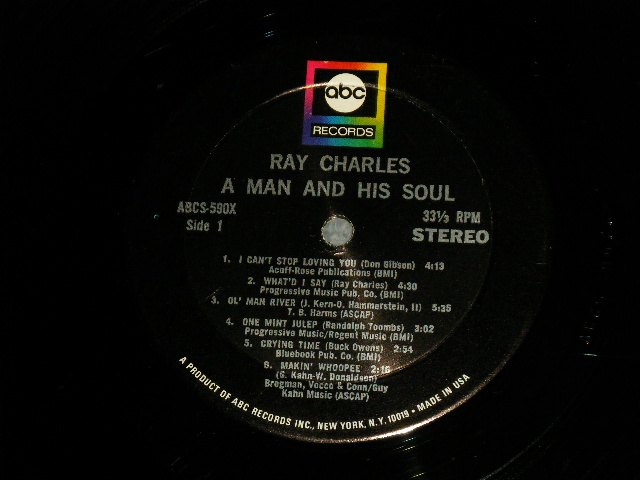 abc
RECORDS
RAY CHARLES
A MAN AND HIS SOUL
ABCS-590X
Side 1
33⅓ RPM
STEREO
1. I CAN'T STOP LOVING YOU (Don Gibson) 4:13
Acuff-Rose Publications (BMI)
2. WHAT'D I SAY (Ray Charles) 4:30
Progressive Music Pub. Co. (BMI)
3. OL' MAN RIVER (J. Kern-O. Hammerstein, II) 5:35
T. B. Harms (ASCAP)
4. ONE MINT JULEP (Randolph Toombs) 3:02
Progressive Music/Regent Music (BMI)
5. CRYING TIME (Buck Owens) 2:54
Bluebook Pub. Co. (BMI)
6. MAKIN' WHOOPEE 2:16
(G. Kahn-W. Donaldson)
Bregman, Vocco & Conn/Guy
Kahn Music (ASCAP)
A PRODUCT OF ABC RECORDS INC., NEW YORK, N.Y. 10019 • MADE IN USA